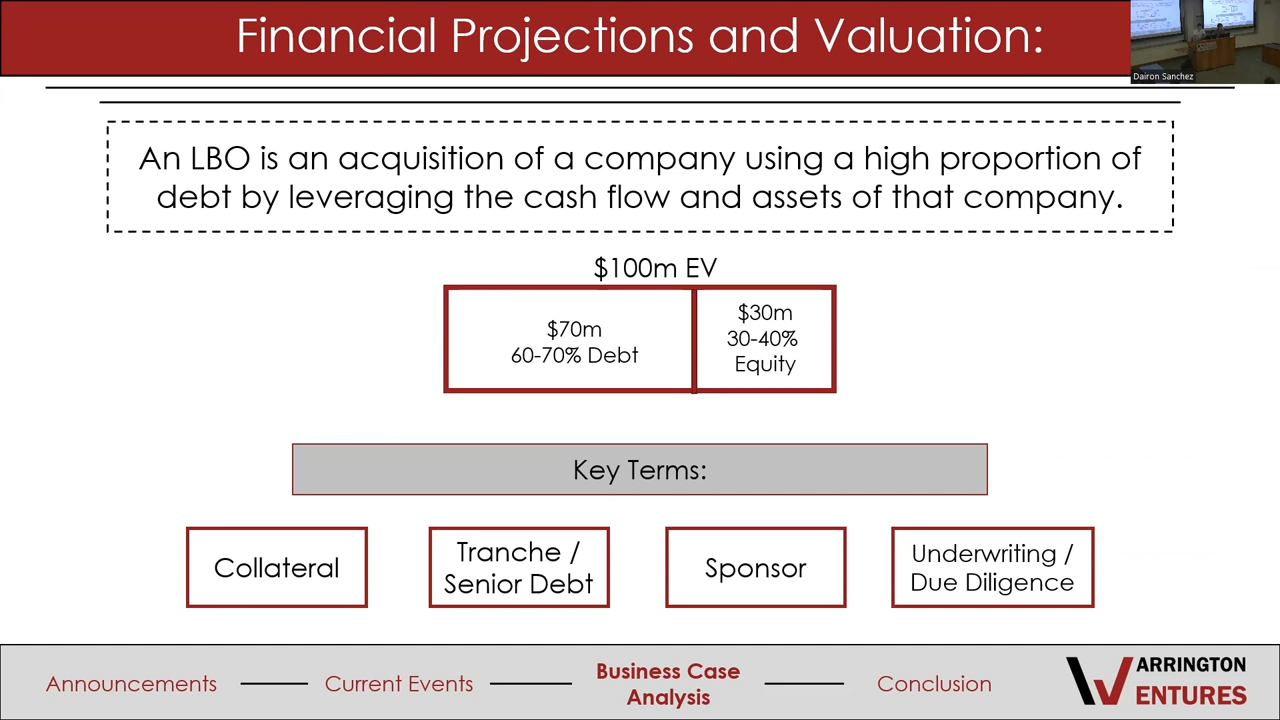 Financial Projections and Valuation:
Dairon Sanchez
An LBO is an acquisition of a company using a high proportion of
debt by leveraging the cash flow and assets of that company.
$100m EV
$70m
60-70% Debt
$30m
30-40%
Equity
Key Terms:
Collateral
Tranche /
Senior Debt
Sponsor
Underwriting /
Due Diligence
Announcements
Current Events
Business Case
Analysis
Conclusion
WARRINGTON
VENTURES